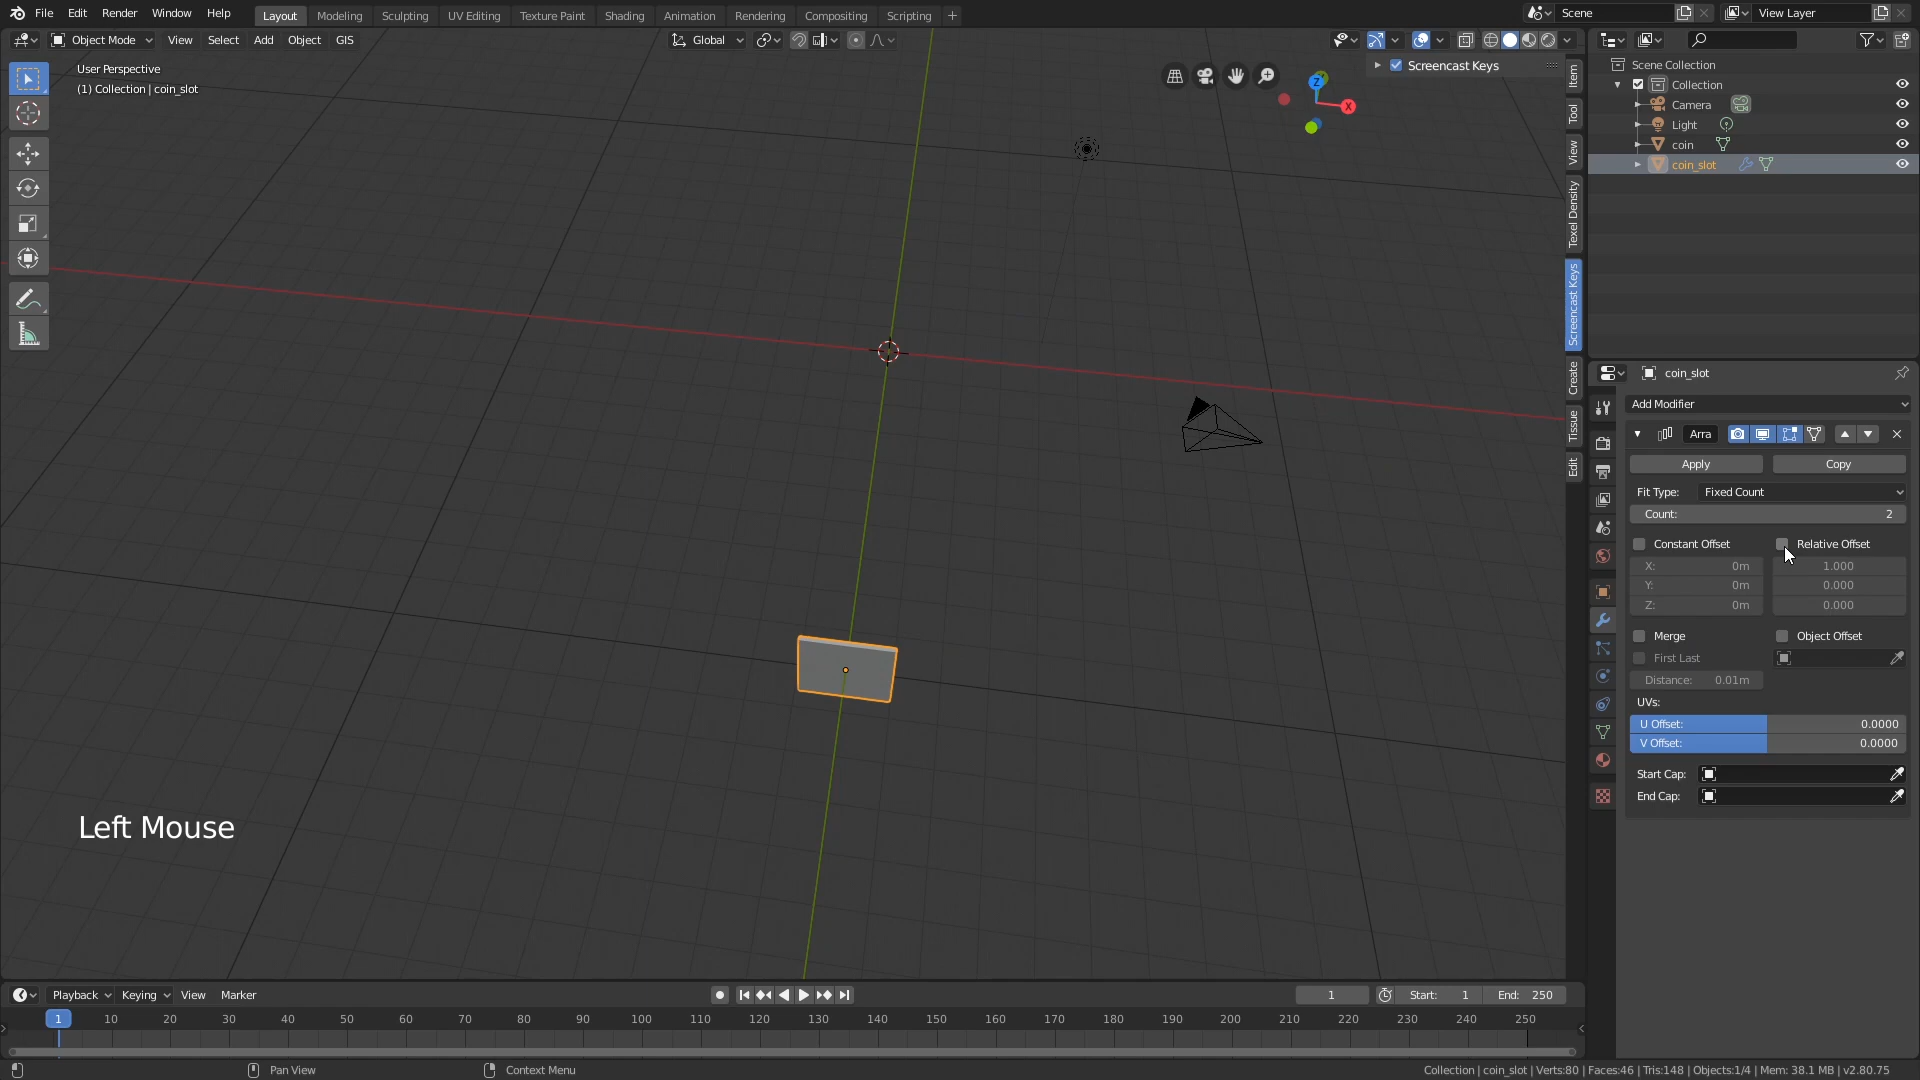 File Edit Render Window Help Layout Modeling Sculpting UV Editing Texture Paint Shading Animation Rendering Compositing Scripting Scene View Layer
Object Mode View Select Add Object GIS Global
User Perspective
(1) Collection | coin_slot
Screencast Keys
Z
X
Item
Tool
View
Texel Density
Screencast Keys
Create
Tissue
Edit
Left Mouse
Scene Collection
Collection
Camera
Light
coin
coin_slot
coin_slot
Add Modifier
Arra
Apply Copy
Fit Type: Fixed Count
Count: 2
Constant Offset Relative Offset
X: 0m 1.000
Y: 0m 0.000
Z: 0m 0.000
Merge Object Offset
First Last
Distance: 0.01m
UVs:
U Offset: 0.0000
V Offset: 0.0000
Start Cap:
End Cap:
Playback Keying View Marker 1 Start: 1 End: 250
1 10 20 30 40 50 60 70 80 90 100 110 120 130 140 150 160 170 180 190 200 210 220 230 240 250
Pan View Context Menu Collection | coin_slot | Verts:80 | Faces:46 | Tris:148 | Objects:1/4 | Mem: 38.1 MB | v2.80.75